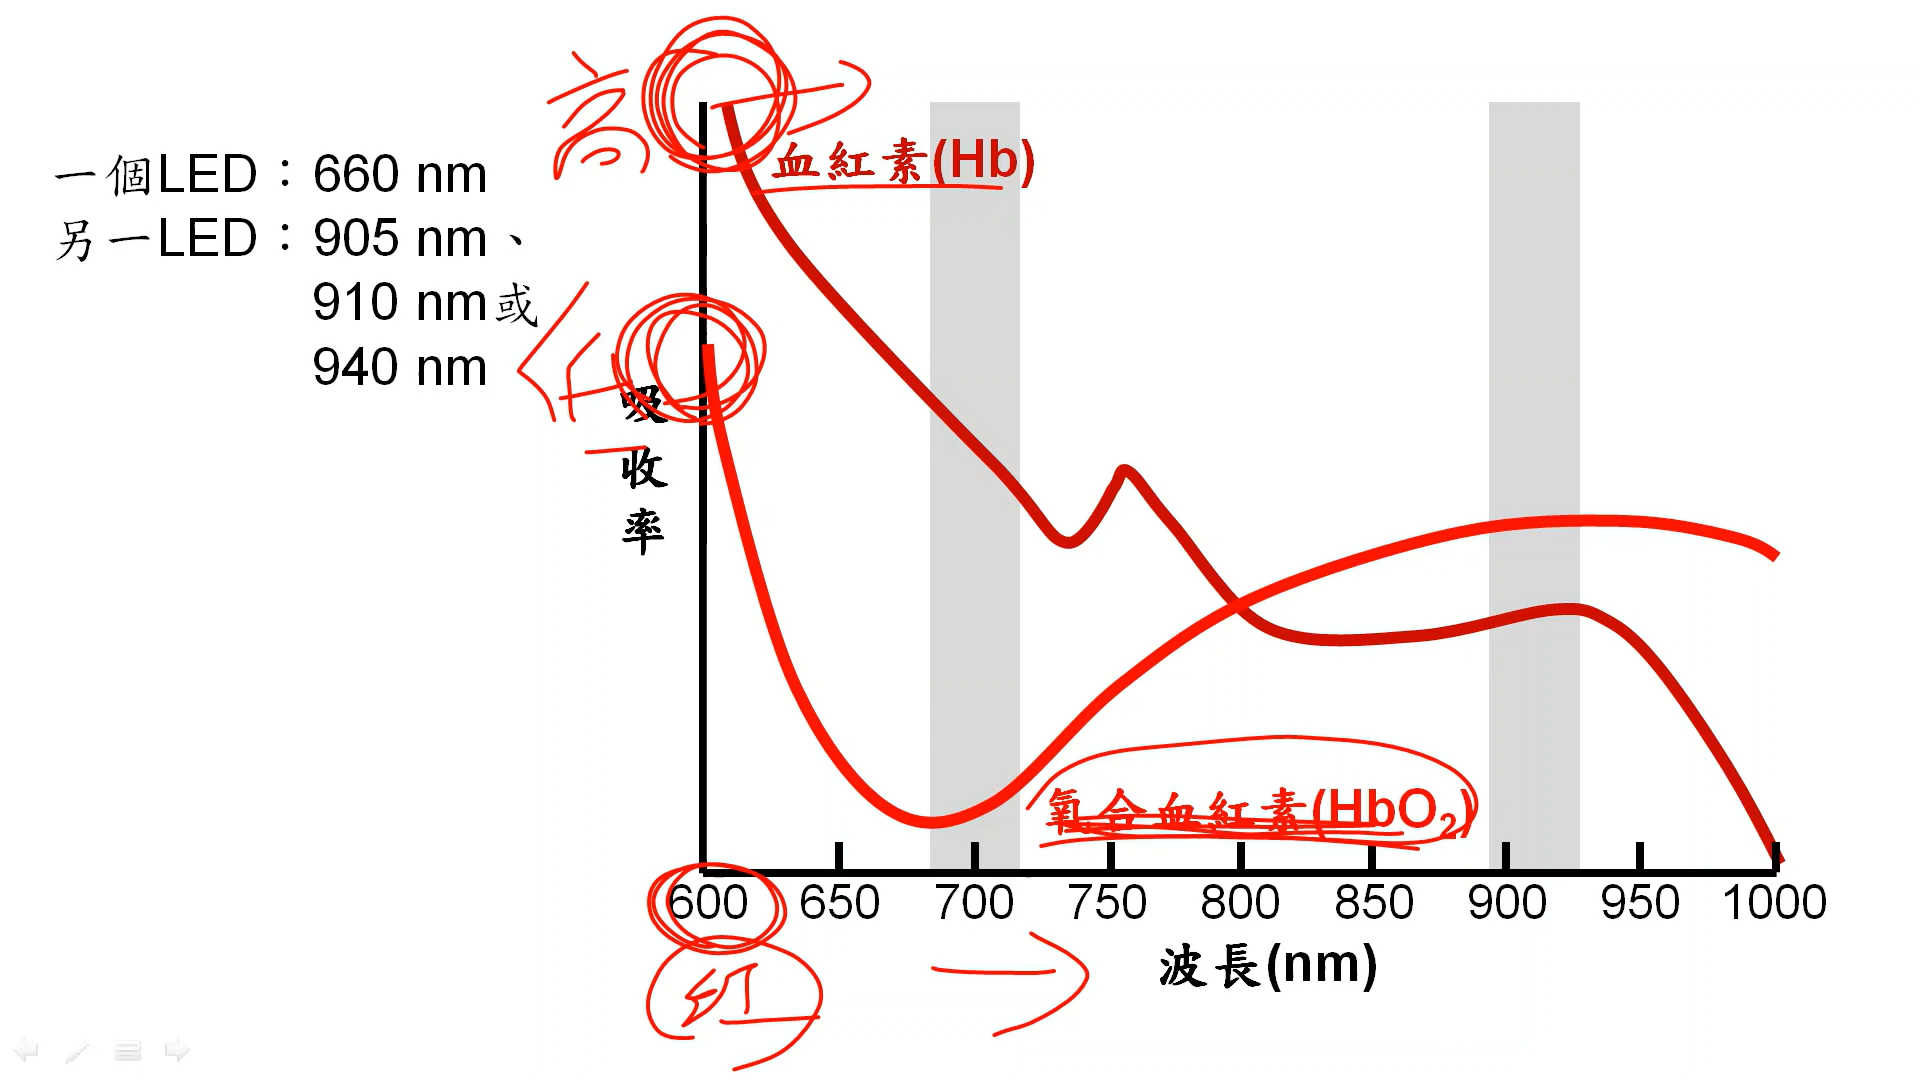 高
一個LED：660 nm
另一LED：905 nm、
910 nm或
940 nm
低
吸收率
血紅素(Hb)
氧合血紅素(HbO₂)
600 650 700 750 800 850 900 950 1000
紅
波長(nm)